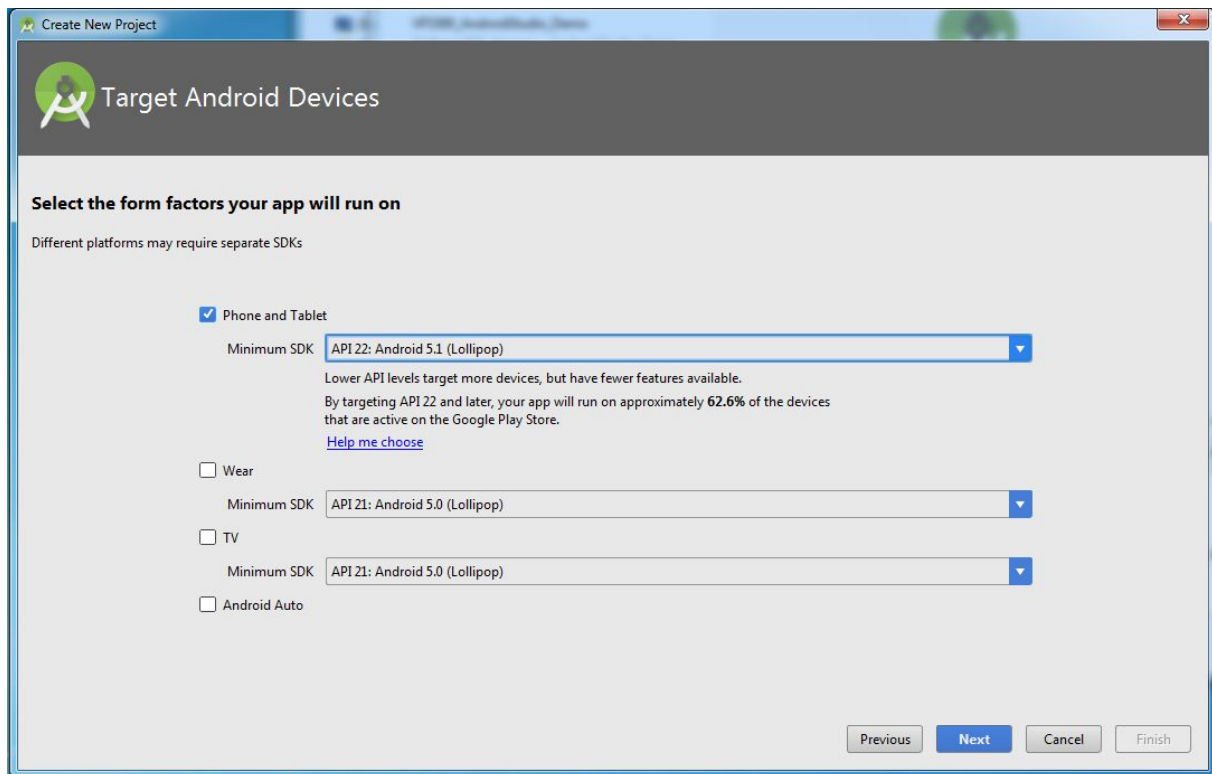 Create New Project
Target Android Devices
Select the form factors your app will run on
Different platforms may require separate SDKs
Phone and Tablet
Minimum SDK API 22: Android 5.1 (Lollipop)
Lower API levels target more devices, but have fewer features available.
By targeting API 22 and later, your app will run on approximately 62.6% of the devices
that are active on the Google Play Store.
Help me choose
Wear
Minimum SDK API 21: Android 5.0 (Lollipop)
TV
Minimum SDK API 21: Android 5.0 (Lollipop)
Android Auto
Previous Next Cancel Finish